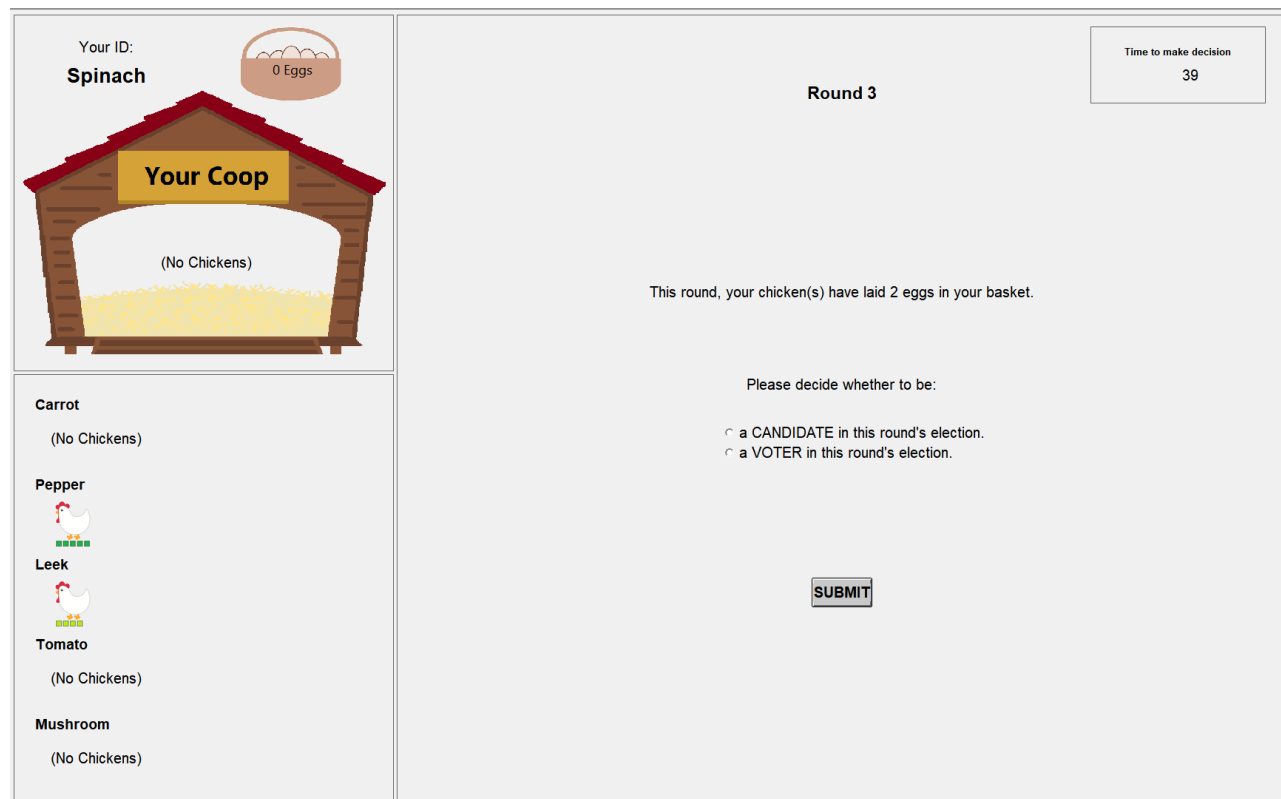 Your ID:
Spinach
0 Eggs
Your Coop
(No Chickens)
Carrot
(No Chickens)
Pepper
Leek
Tomato
(No Chickens)
Mushroom
(No Chickens)
Time to make decision
39
Round 3
This round, your chicken(s) have laid 2 eggs in your basket.
Please decide whether to be:
a CANDIDATE in this round's election.
a VOTER in this round's election.
SUBMIT